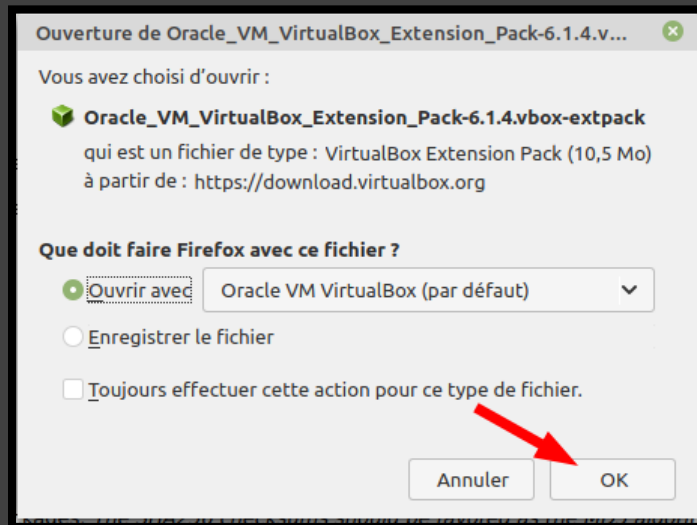 Ouverture de Oracle_VM_VirtualBox_Extension_Pack-6.1.4.v...
Vous avez choisi d'ouvrir :
Oracle_VM_VirtualBox_Extension_Pack-6.1.4.vbox-extpack
qui est un fichier de type : VirtualBox Extension Pack (10,5 Mo)
à partir de : https://download.virtualbox.org
Que doit faire Firefox avec ce fichier ?
Ouvrir avec Oracle VM VirtualBox (par défaut)
Enregistrer le fichier
Toujours effectuer cette action pour ce type de fichier.
Annuler OK